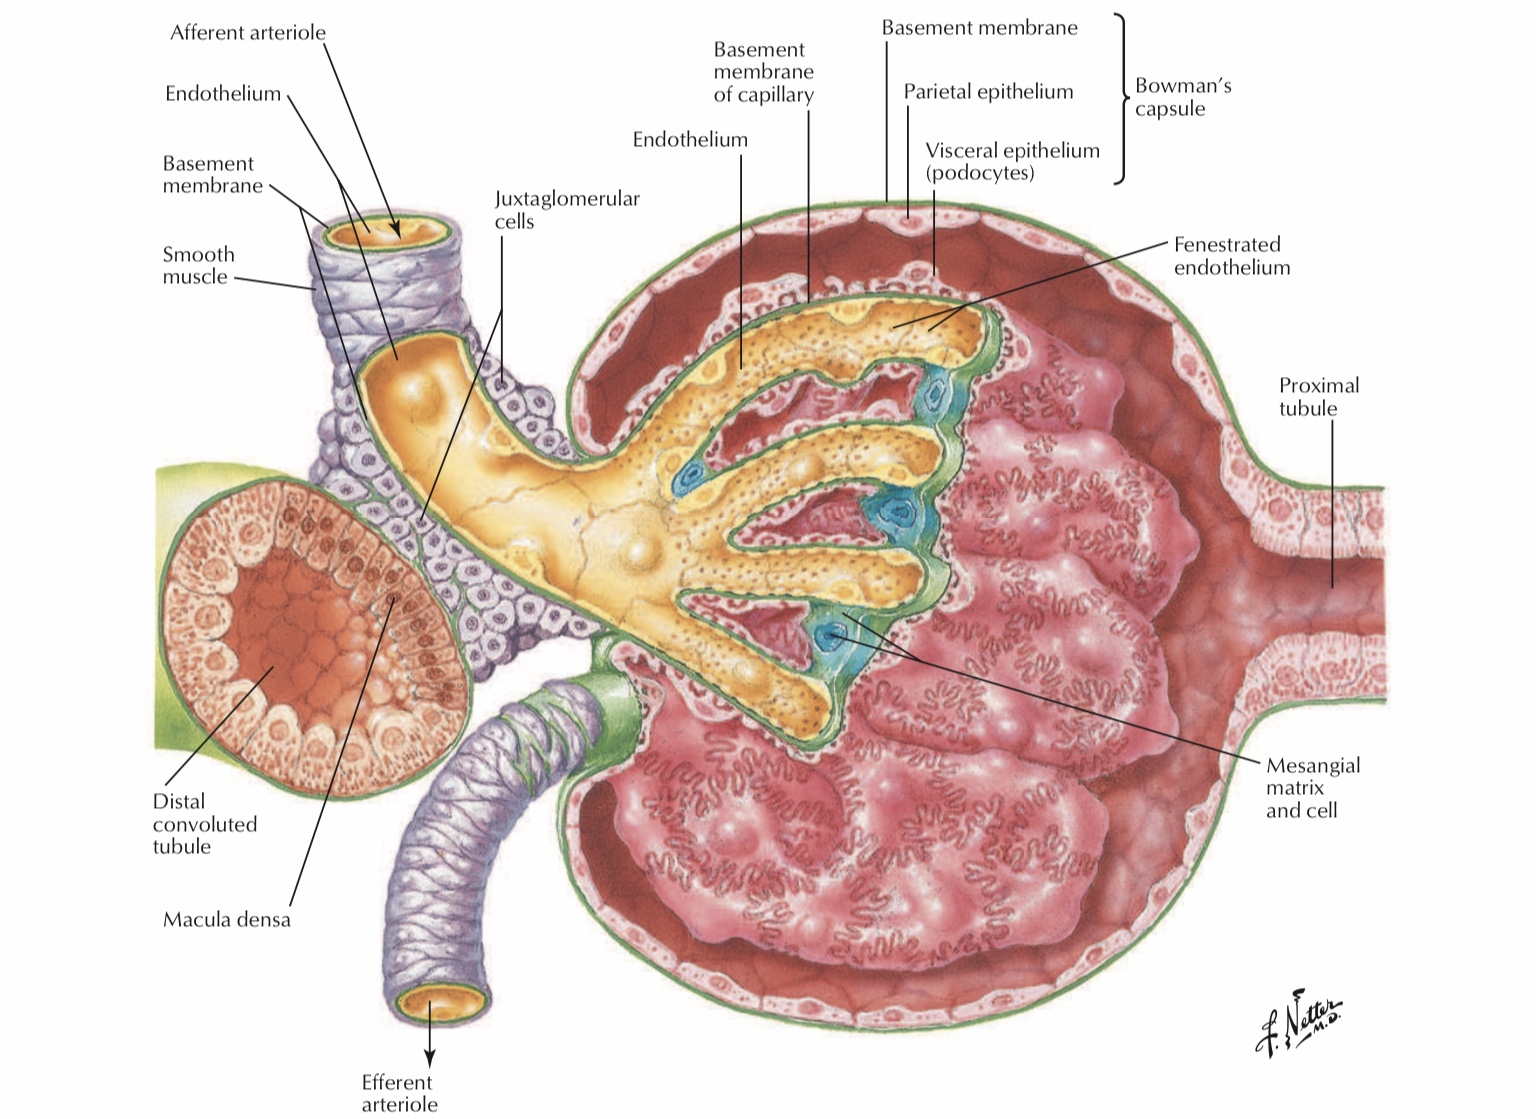 Afferent arteriole
Endothelium
Basement
membrane
Smooth
muscle
Juxtaglomerular
cells
Endothelium
Basement
membrane
of capillary
Basement membrane
Parietal epithelium
Visceral epithelium
(podocytes)
Bowman's
capsule
Fenestrated
endothelium
Proximal
tubule
Mesangial
matrix
and cell
Distal
convoluted
tubule
Macula densa
Efferent
arteriole
F. Netter
M.D.